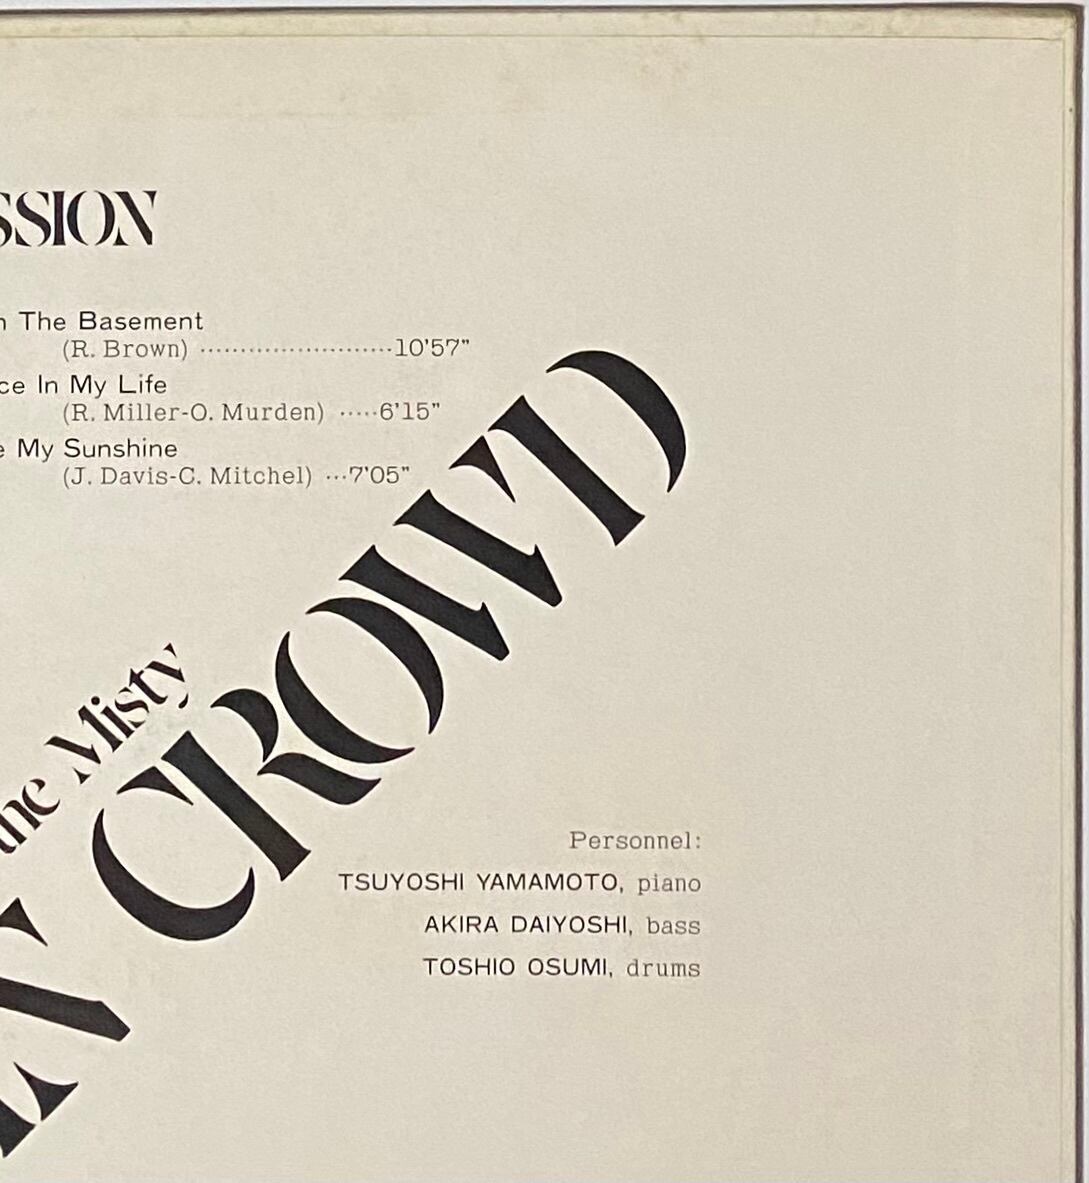 SSION
The Basement
(R. Brown) ························10'57"
ce In My Life
(R. Miller-O. Murden) ·····6'15"
e My Sunshine
(J. Davis-C. Mitchel) ···7'05"
the Misty
CROWD
Personnel:
TSUYOSHI YAMAMOTO, piano
AKIRA DAIYOSHI, bass
TOSHIO OSUMI, drums